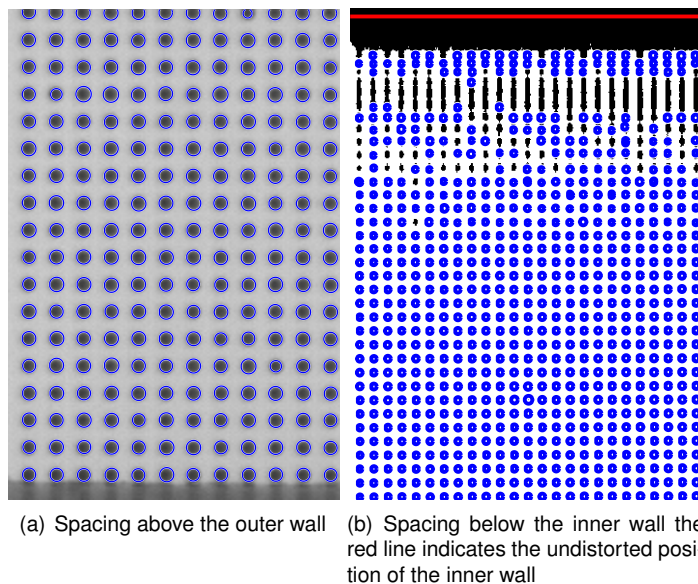 (a) Spacing above the outer wall
(b) Spacing below the inner wall the
red line indicates the undistorted posi-
tion of the inner wall